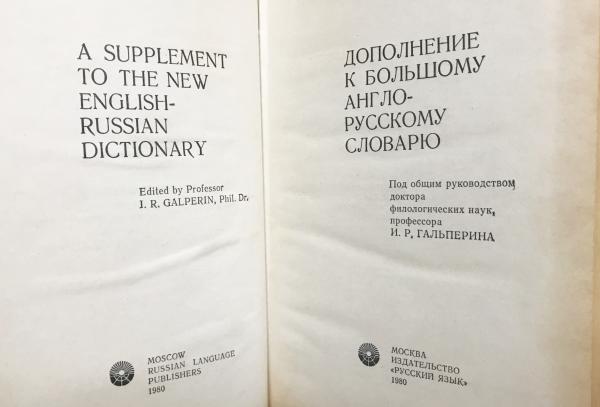 A SUPPLEMENT
TO THE NEW
ENGLISH-
RUSSIAN
DICTIONARY
Edited by Professor
I. R. GALPERIN, Phil. Dr.
MOSCOW
RUSSIAN LANGUAGE
PUBLISHERS
1980
ДОПОЛНЕНИЕ
К БОЛЬШОМУ
АНГЛО-
РУССКОМУ
СЛОВАРЮ
Под общим руководством
доктора
филологических наук,
профессора
И. Р. ГАЛЬПЕРИНА
МОСКВА
ИЗДАТЕЛЬСТВО
«РУССКИЙ ЯЗЫК»
1980